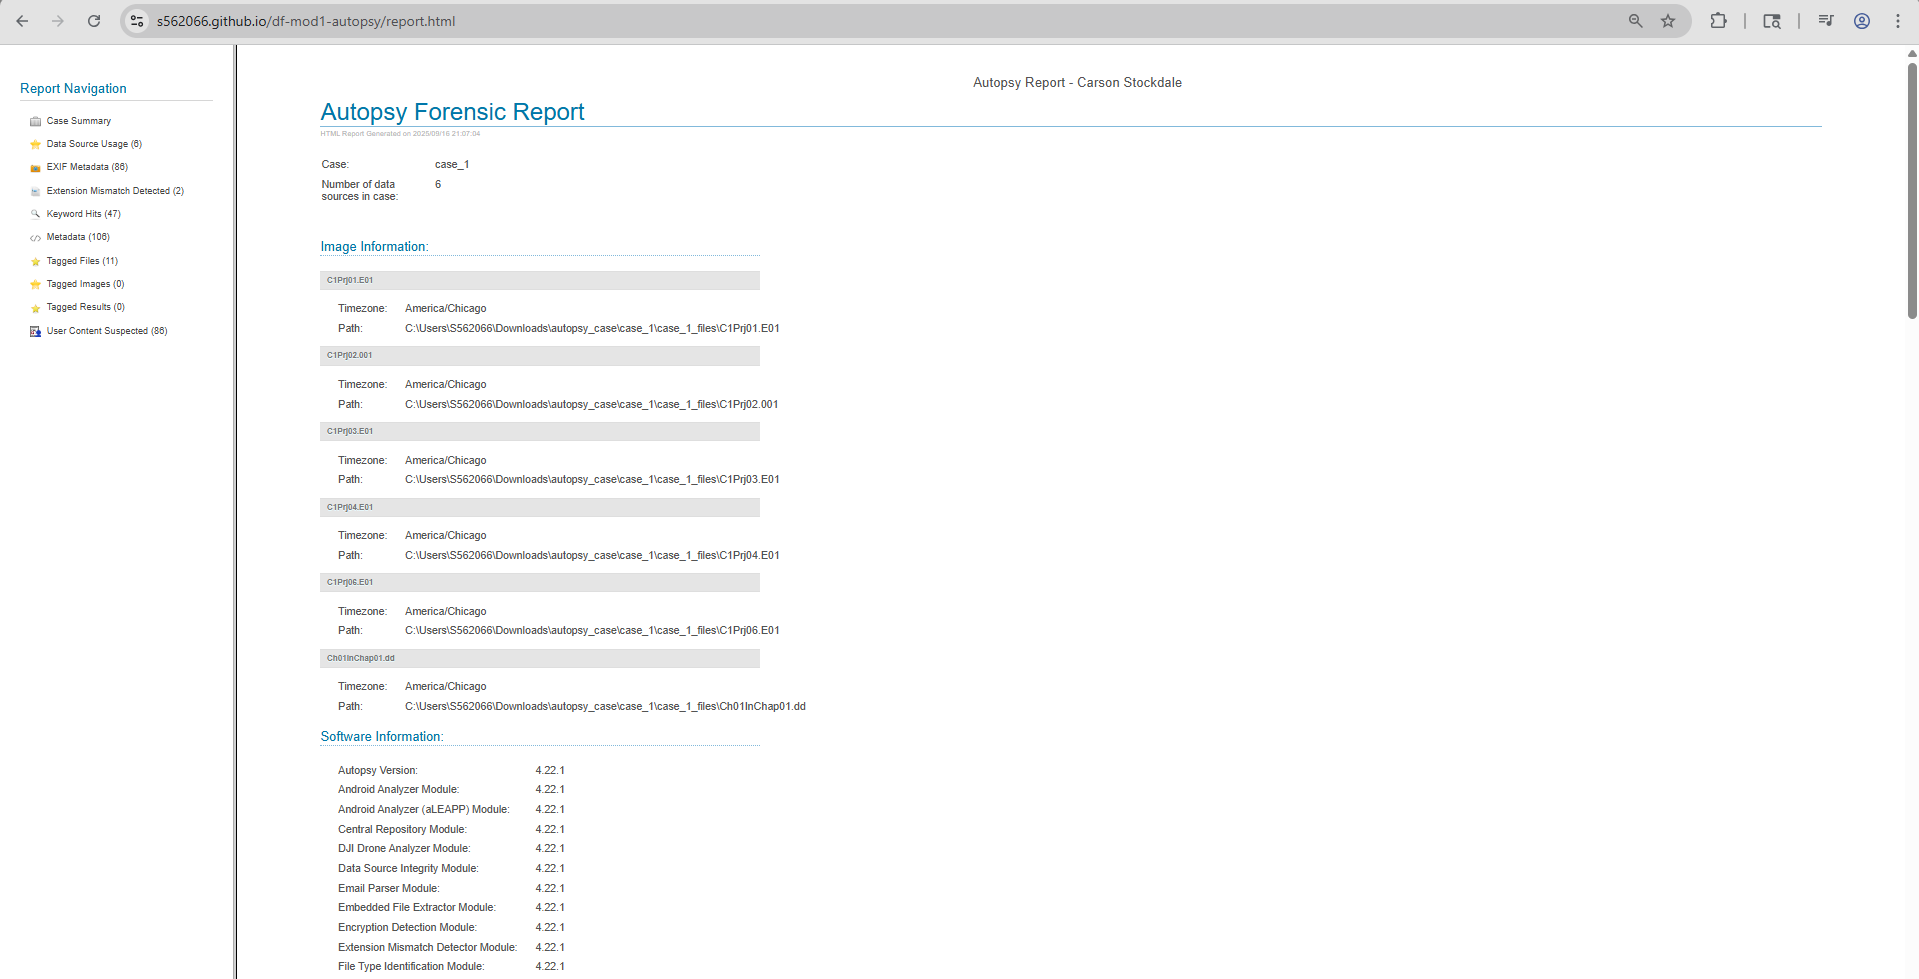 s562066.github.io/df-mod1-autopsy/report.html
Report Navigation
Case Summary
Data Source Usage (6)
EXIF Metadata (86)
Extension Mismatch Detected (2)
Keyword Hits (47)
Metadata (106)
Tagged Files (11)
Tagged Images (0)
Tagged Results (0)
User Content Suspected (86)
Autopsy Report - Carson Stockdale
Autopsy Forensic Report
HTML Report Generated on 2025/09/16 21:07:04
Case: case_1
Number of data sources in case: 6
Image Information:
C1Prj01.E01
Timezone: America/Chicago
Path: C:\Users\S562066\Downloads\autopsy_case\case_1\case_1_files\C1Prj01.E01
C1Prj02.001
Timezone: America/Chicago
Path: C:\Users\S562066\Downloads\autopsy_case\case_1\case_1_files\C1Prj02.001
C1Prj03.E01
Timezone: America/Chicago
Path: C:\Users\S562066\Downloads\autopsy_case\case_1\case_1_files\C1Prj03.E01
C1Prj04.E01
Timezone: America/Chicago
Path: C:\Users\S562066\Downloads\autopsy_case\case_1\case_1_files\C1Prj04.E01
C1Prj06.E01
Timezone: America/Chicago
Path: C:\Users\S562066\Downloads\autopsy_case\case_1\case_1_files\C1Prj06.E01
Ch01InChap01.dd
Timezone: America/Chicago
Path: C:\Users\S562066\Downloads\autopsy_case\case_1\case_1_files\Ch01InChap01.dd
Software Information:
Autopsy Version: 4.22.1
Android Analyzer Module: 4.22.1
Android Analyzer (aLEAPP) Module: 4.22.1
Central Repository Module: 4.22.1
DJI Drone Analyzer Module: 4.22.1
Data Source Integrity Module: 4.22.1
Email Parser Module: 4.22.1
Embedded File Extractor Module: 4.22.1
Encryption Detection Module: 4.22.1
Extension Mismatch Detector Module: 4.22.1
File Type Identification Module: 4.22.1